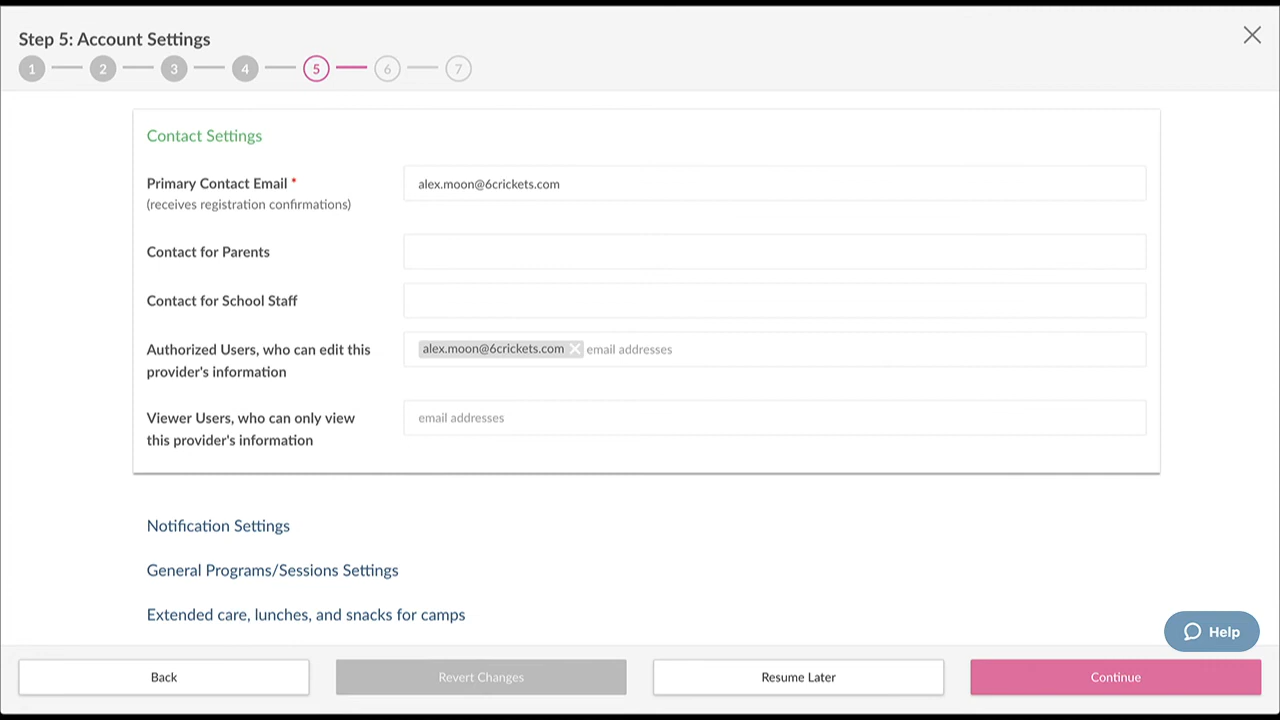 Step 5: Account Settings
1 2 3 4 5 6 7
Contact Settings
Primary Contact Email *
(receives registration confirmations)
alex.moon@6crickets.com
Contact for Parents
Contact for School Staff
Authorized Users, who can edit this
provider's information
alex.moon@6crickets.com email addresses
Viewer Users, who can only view
this provider's information
email addresses
Notification Settings
General Programs/Sessions Settings
Extended care, lunches, and snacks for camps
Help
Back
Revert Changes
Resume Later
Continue